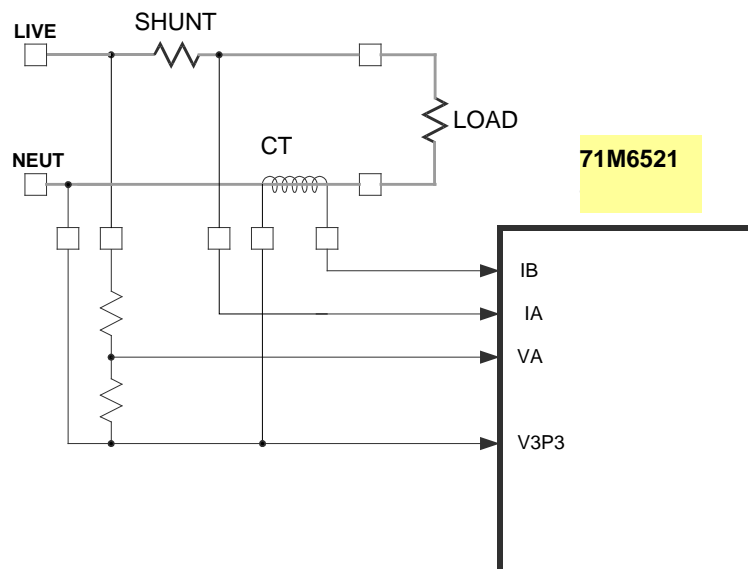 SHUNT
LIVE
LOAD
CT
71M6521
NEUT
IB
IA
VA
V3P3